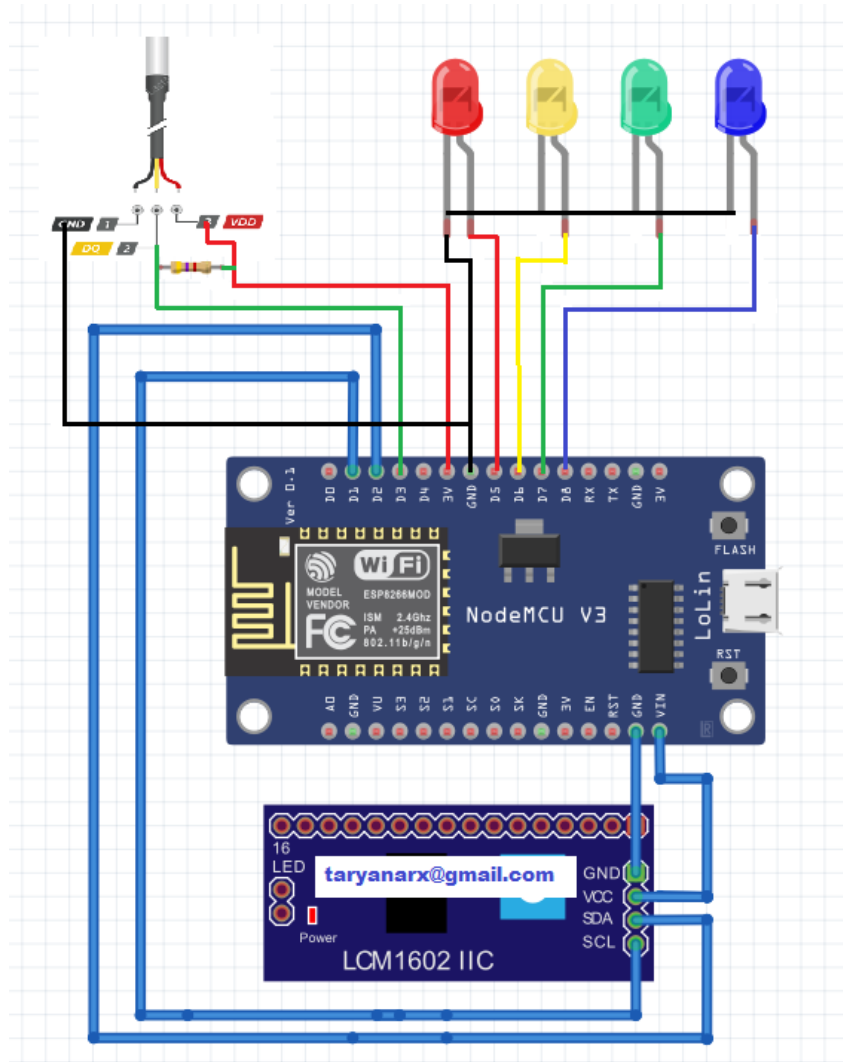 GND 1
3 VDD
DQ 2
Ver 0.1
D0 D1 D2 D3 D4 3V GND D5 D6 D7 D8 RX TX GND 3V
FLASH
WiFi
MODEL
VENDOR
ESP8266MOD
FC
ISM 2.4Ghz
PA +25dBm
802.11b/g/n
NodeMCU V3
LoLin
RST
A0 GND VU S3 S2 S1 SC S0 SK GND 3V EN RST GND VIN
16
LED
taryanarx@gmail.com
GND
VCC
SDA
SCL
Power
LCM1602 IIC